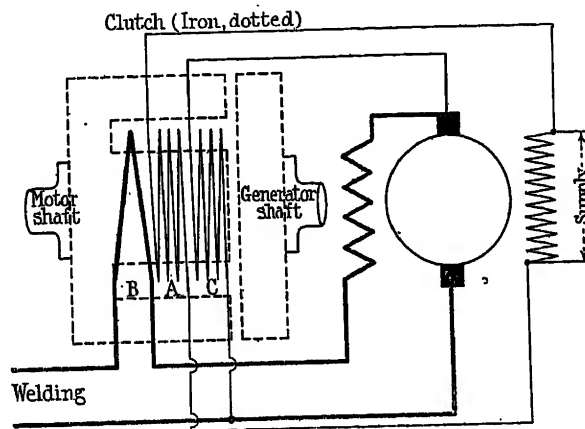 Clutch (Iron, dotted)
Motor
shaft
Generator
shaft
Supply
B
A
C
Welding